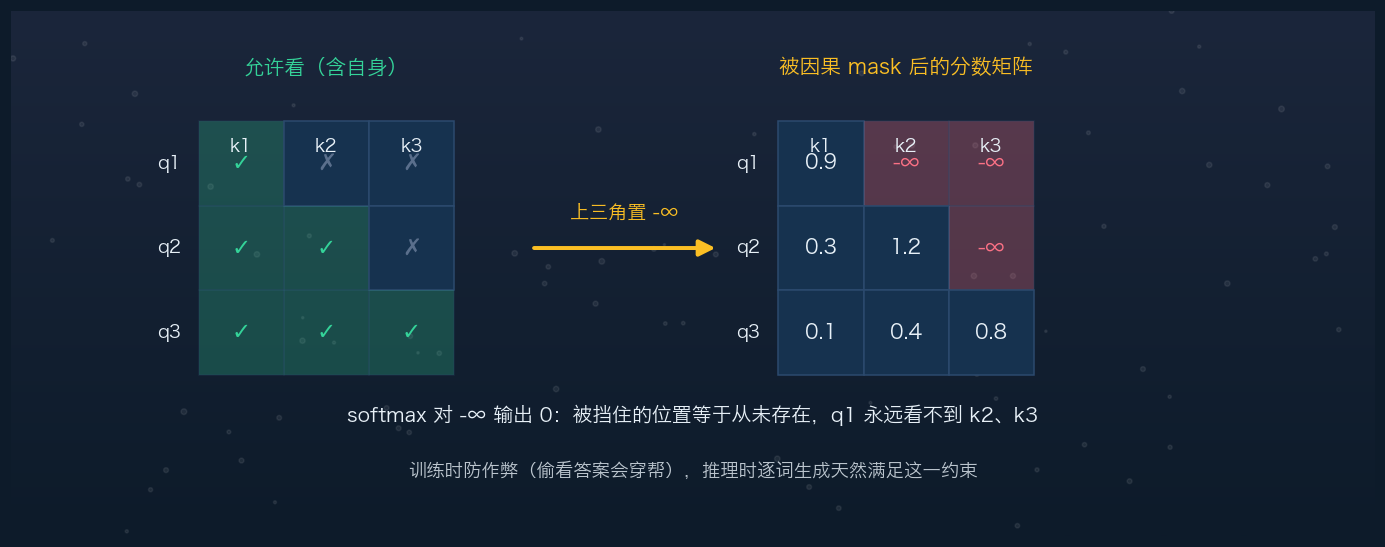 允许看（含自身）
被因果 mask 后的分数矩阵
k1 k2 k3
q1 ✓ ✗ ✗
q2 ✓ ✓ ✗
q3 ✓ ✓ ✓
上三角置 -∞
k1 k2 k3
q1 0.9 -∞ -∞
q2 0.3 1.2 -∞
q3 0.1 0.4 0.8
softmax 对 -∞ 输出 0：被挡住的位置等于从未存在，q1 永远看不到 k2、k3
训练时防作弊（偷看答案会穿帮），推理时逐词生成天然满足这一约束